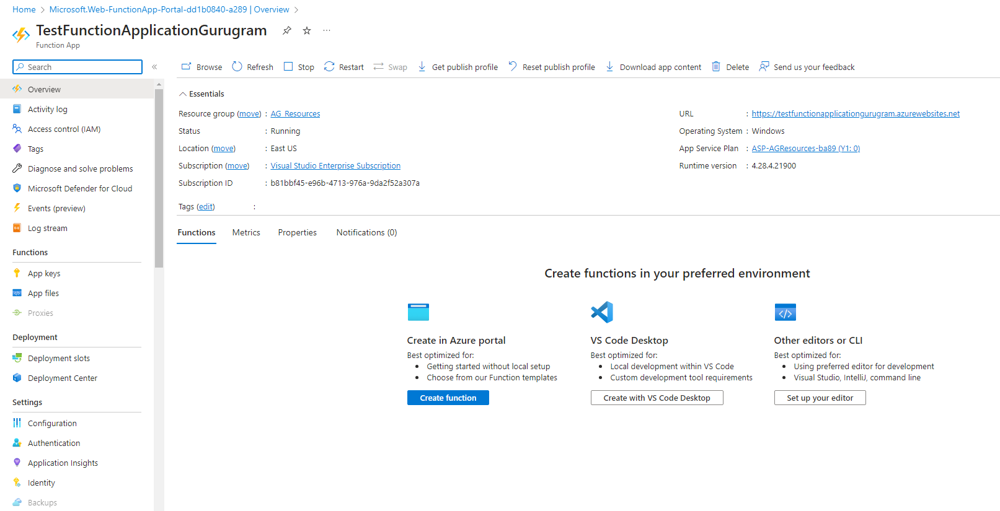 Home > Microsoft.Web-FunctionApp-Portal-dd1b0840-a289 | Overview >
TestFunctionApplicationGurugram
Function App
Search
«
Browse Refresh Stop Restart Swap Get publish profile Reset publish profile Download app content Delete Send us your feedback
Overview
Activity log
Access control (IAM)
Tags
Diagnose and solve problems
Microsoft Defender for Cloud
Events (preview)
Log stream
Functions
App keys
App files
Proxies
Deployment
Deployment slots
Deployment Center
Settings
Configuration
Authentication
Application Insights
Identity
Backups
Essentials
Resource group (move) : AG_Resources
Status : Running
Location (move) : East US
Subscription (move) : Visual Studio Enterprise Subscription
Subscription ID : b81bbf45-e96b-4713-976a-9da2f52a307a
Tags (edit) :
URL : https://testfunctionapplicationgurugram.azurewebsites.net
Operating System : Windows
App Service Plan : ASP-AGResources-ba89 (Y1: 0)
Runtime version : 4.28.4.21900
Functions Metrics Properties Notifications (0)
Create functions in your preferred environment
Create in Azure portal
Best optimized for:
• Getting started without local setup
• Choose from our Function templates
Create function
VS Code Desktop
Best optimized for:
• Local development within VS Code
• Custom development tool requirements
Create with VS Code Desktop
Other editors or CLI
Best optimized for:
• Using preferred editor for development
• Visual Studio, IntelliJ, command line
Set up your editor